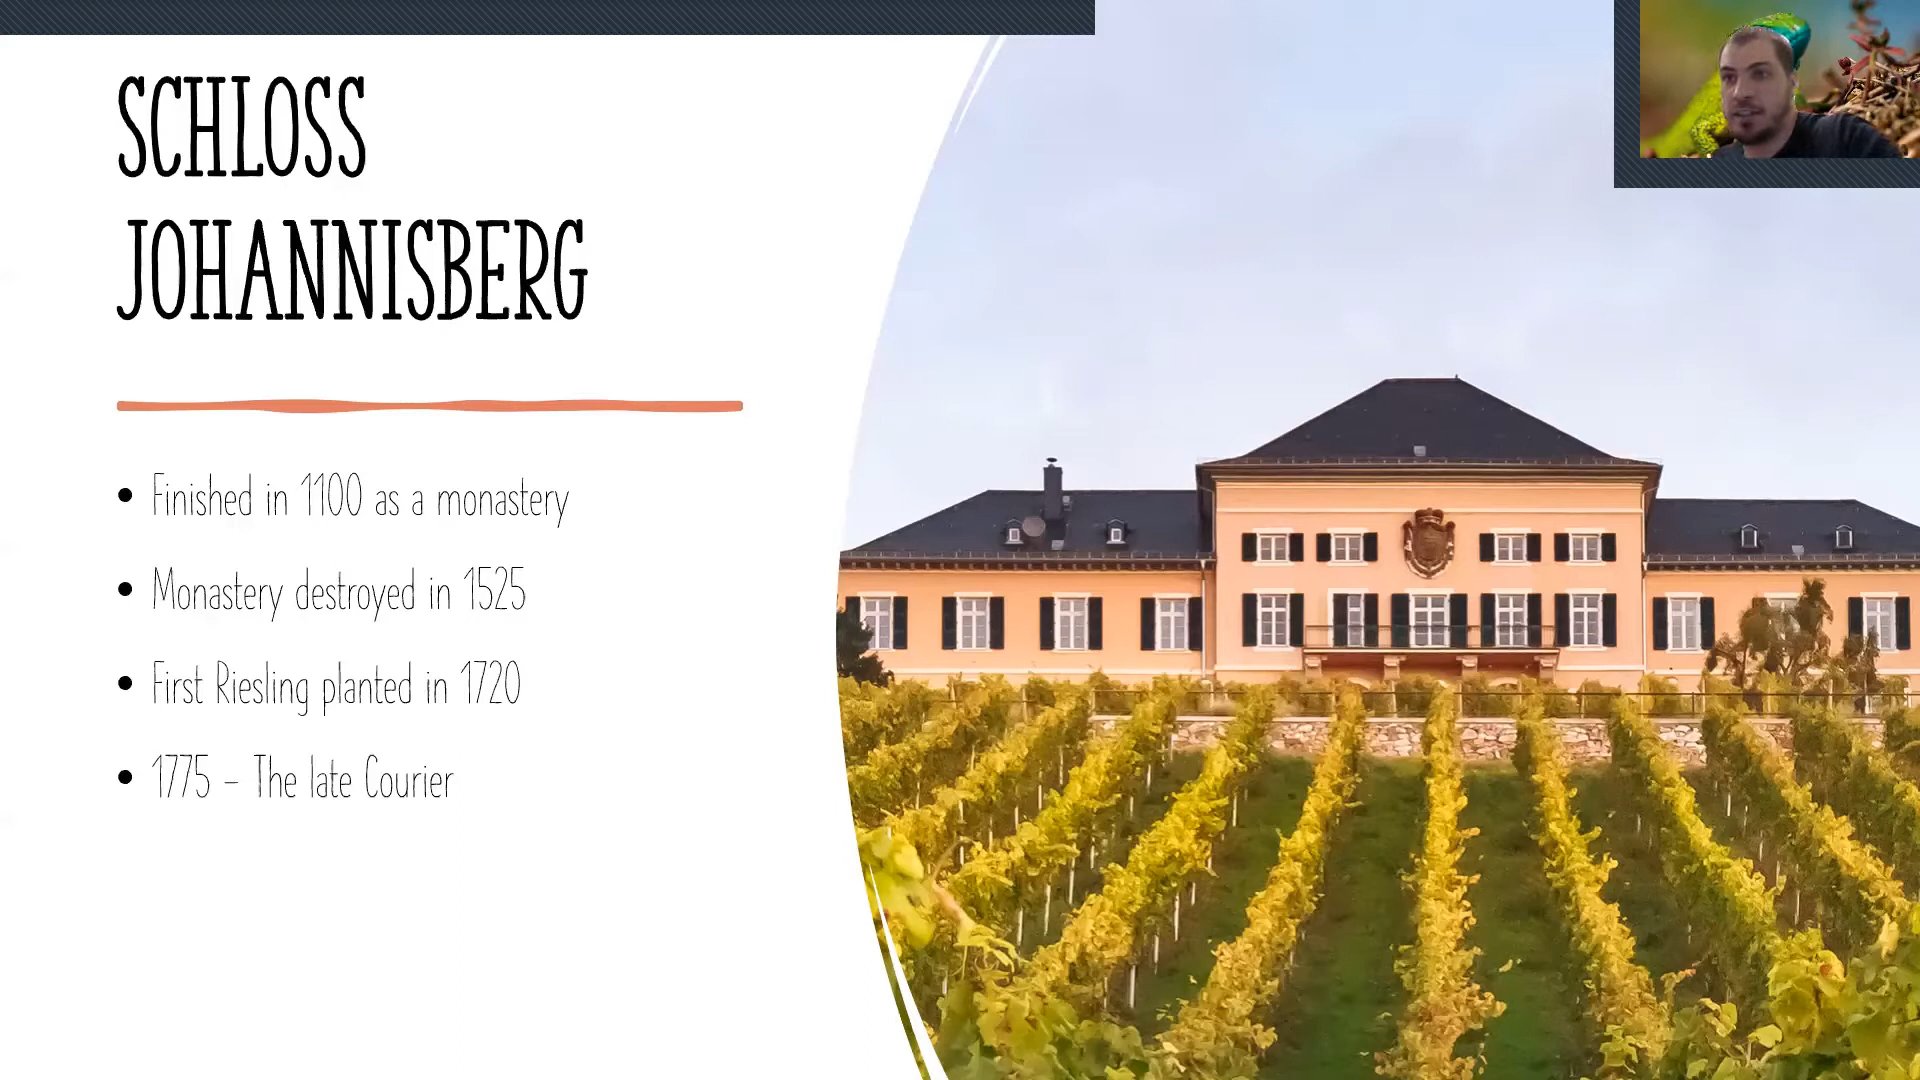 SCHLOSS
JOHANNISBERG
• Finished in 1100 as a monastery
• Monastery destroyed in 1525
• First Riesling planted in 1720
• 1775 – The late Courier